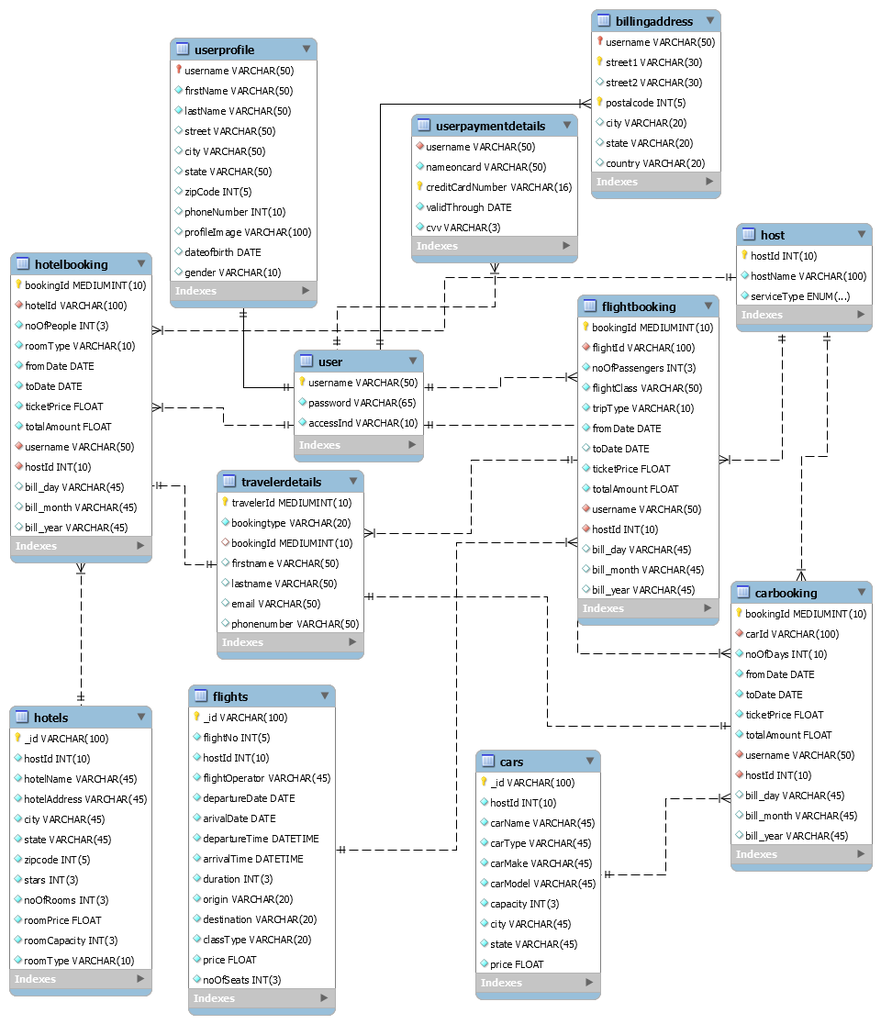 billingaddress
username VARCHAR(50)
street1 VARCHAR(30)
street2 VARCHAR(30)
postalcode INT(5)
city VARCHAR(20)
state VARCHAR(20)
country VARCHAR(20)
Indexes
userprofile
username VARCHAR(50)
firstName VARCHAR(50)
lastName VARCHAR(50)
street VARCHAR(50)
city VARCHAR(50)
state VARCHAR(50)
zipCode INT(5)
phoneNumber INT(10)
profileImage VARCHAR(100)
dateofbirth DATE
gender VARCHAR(10)
Indexes
userpaymentdetails
username VARCHAR(50)
nameoncard VARCHAR(50)
creditCardNumber VARCHAR(16)
validThrough DATE
cvv VARCHAR(3)
Indexes
host
hostId INT(10)
hostName VARCHAR(100)
serviceType ENUM(...)
Indexes
hotelbooking
bookingId MEDIUMINT(10)
hotelId VARCHAR(100)
noOfPeople INT(3)
roomType VARCHAR(10)
fromDate DATE
toDate DATE
ticketPrice FLOAT
totalAmount FLOAT
username VARCHAR(50)
hostId INT(10)
bill_day VARCHAR(45)
bill_month VARCHAR(45)
bill_year VARCHAR(45)
Indexes
flightbooking
bookingId MEDIUMINT(10)
flightId VARCHAR(100)
noOfPassengers INT(3)
flightClass VARCHAR(50)
tripType VARCHAR(10)
fromDate DATE
toDate DATE
ticketPrice FLOAT
totalAmount FLOAT
username VARCHAR(50)
hostId INT(10)
bill_day VARCHAR(45)
bill_month VARCHAR(45)
bill_year VARCHAR(45)
Indexes
user
username VARCHAR(50)
password VARCHAR(65)
accessInd VARCHAR(10)
Indexes
travelerdetails
travelerId MEDIUMINT(10)
bookingtype VARCHAR(20)
bookingId MEDIUMINT(10)
firstname VARCHAR(50)
lastname VARCHAR(50)
email VARCHAR(50)
phonenumber VARCHAR(50)
Indexes
carbooking
bookingId MEDIUMINT(10)
carId VARCHAR(100)
noOfDays INT(10)
fromDate DATE
toDate DATE
ticketPrice FLOAT
totalAmount FLOAT
username VARCHAR(50)
hostId INT(10)
bill_day VARCHAR(45)
bill_month VARCHAR(45)
bill_year VARCHAR(45)
Indexes
hotels
_id VARCHAR(100)
hostId INT(10)
hotelName VARCHAR(45)
hotelAddress VARCHAR(45)
city VARCHAR(45)
state VARCHAR(45)
zipcode INT(5)
stars INT(3)
noOfRooms INT(3)
roomPrice FLOAT
roomCapacity INT(3)
roomType VARCHAR(10)
Indexes
flights
_id VARCHAR(100)
flightNo INT(5)
hostId INT(10)
flightOperator VARCHAR(45)
departureDate DATE
arivalDate DATE
departureTime DATETIME
arrivalTime DATETIME
duration INT(3)
origin VARCHAR(20)
destination VARCHAR(20)
classType VARCHAR(20)
price FLOAT
noOfSeats INT(3)
Indexes
cars
_id VARCHAR(100)
hostId INT(10)
carName VARCHAR(45)
carType VARCHAR(45)
carMake VARCHAR(45)
carModel VARCHAR(45)
capacity INT(3)
city VARCHAR(45)
state VARCHAR(45)
price FLOAT
Indexes